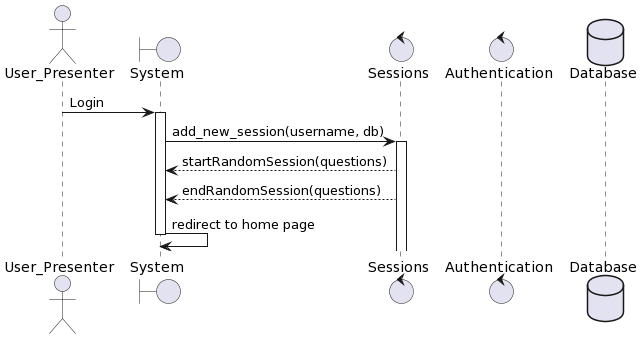 User_Presenter System Sessions Authentication Database
Login
add_new_session(username, db)
startRandomSession(questions)
endRandomSession(questions)
redirect to home page
User_Presenter System Sessions Authentication Database